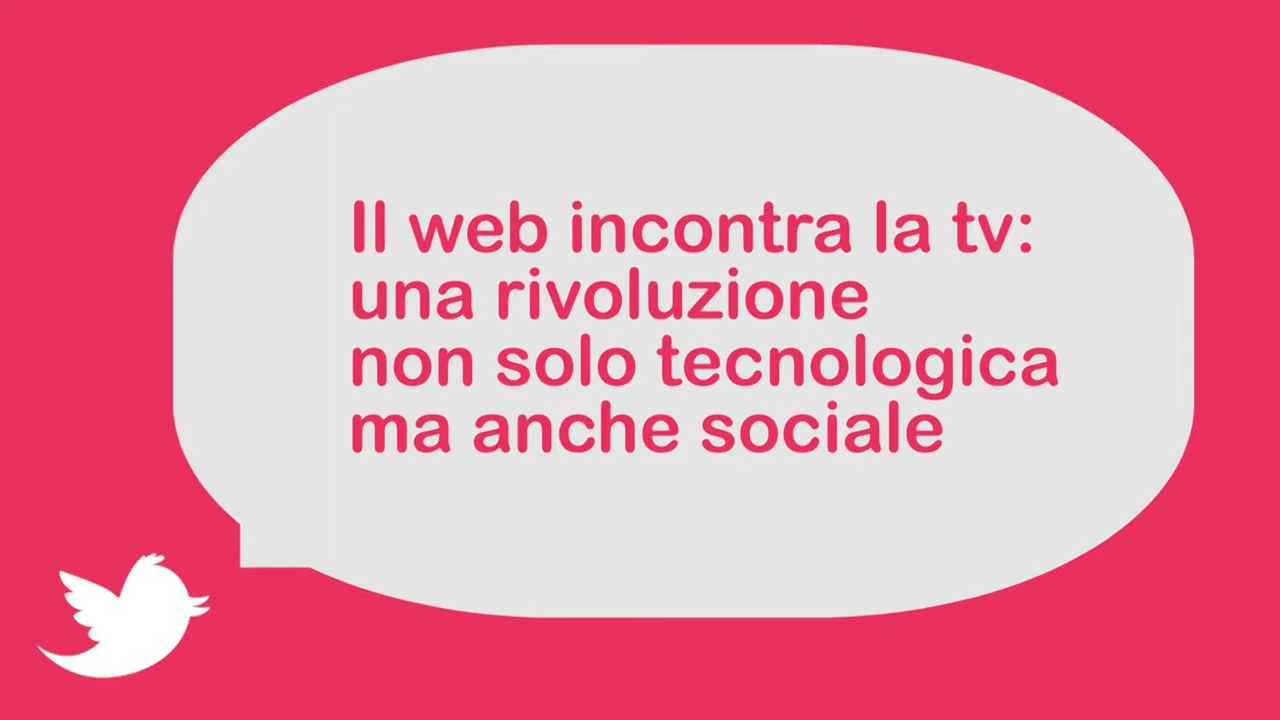 Il web incontra la tv:
una rivoluzione
non solo tecnologica
ma anche sociale